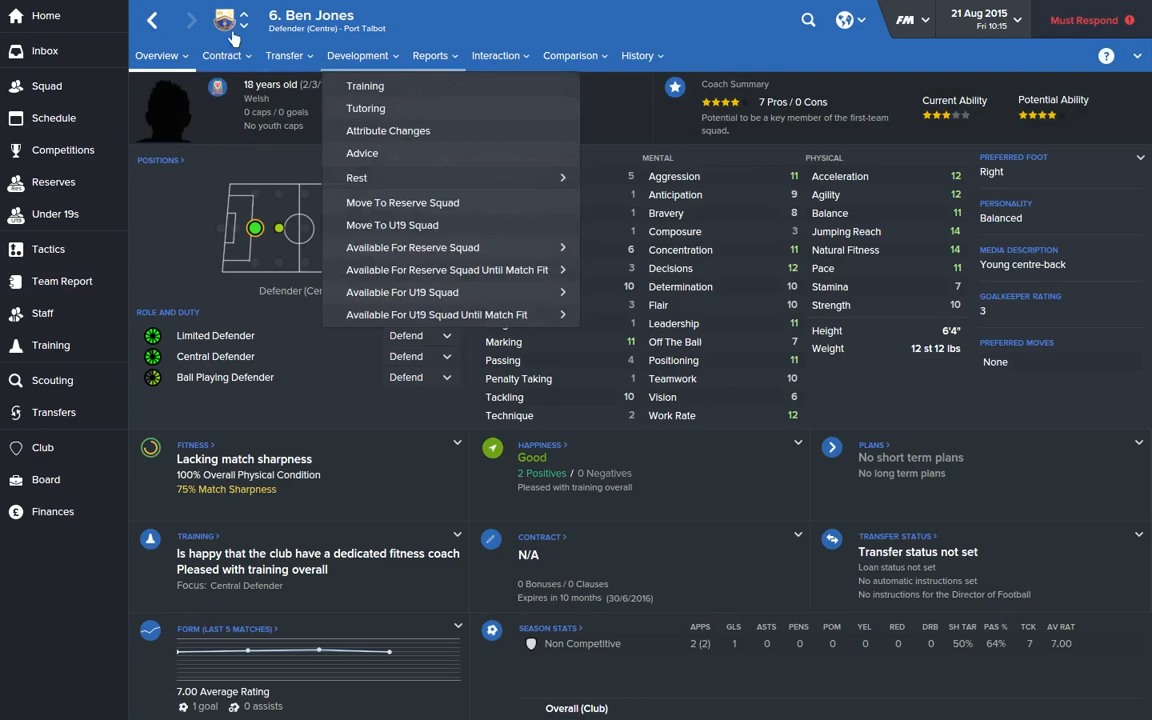 Home
Inbox
Squad
Schedule
Competitions
Res
Reserves
U19
Under 19s
Tactics
Team Report
Staff
Training
Scouting
Transfers
Club
Board
£ Finances
6. Ben Jones
Defender (Centre) - Port Talbot
FM
21 Aug 2015
Fri 10:15
Must Respond !
Overview Contract Transfer Development Reports Interaction Comparison History ?
18 years old (2/3/
Welsh
0 caps / 0 goals
No youth caps
Training
Tutoring
Attribute Changes
Advice
Rest
Move To Reserve Squad
Move To U19 Squad
Available For Reserve Squad
Available For Reserve Squad Until Match Fit
Available For U19 Squad
Available For U19 Squad Until Match Fit
Coach Summary
7 Pros / 0 Cons
Potential to be a key member of the first-team
squad.
Current Ability
Potential Ability
POSITIONS >
Defender (Cer
ROLE AND DUTY
Limited Defender Defend
Central Defender Defend
Ball Playing Defender Defend
5
1
1
1
6
3
10
3
1
Marking 11
Passing 4
Penalty Taking 1
Tackling 10
Technique 2
MENTAL
Aggression 11
Anticipation 9
Bravery 8
Composure 3
Concentration 11
Decisions 12
Determination 10
Flair 10
Leadership 11
Off The Ball 7
Positioning 11
Teamwork 10
Vision 6
Work Rate 12
PHYSICAL
Acceleration 12
Agility 12
Balance 11
Jumping Reach 14
Natural Fitness 14
Pace 11
Stamina 7
Strength 10
Height 6'4"
Weight 12 st 12 lbs
PREFERRED FOOT
Right
PERSONALITY
Balanced
MEDIA DESCRIPTION
Young centre-back
GOALKEEPER RATING
3
PREFERRED MOVES
None
FITNESS >
Lacking match sharpness
100% Overall Physical Condition
75% Match Sharpness
HAPPINESS >
Good
2 Positives / 0 Negatives
Pleased with training overall
PLANS >
No short term plans
No long term plans
TRAINING >
Is happy that the club have a dedicated fitness coach
Pleased with training overall
Focus: Central Defender
CONTRACT >
N/A
0 Bonuses / 0 Clauses
Expires in 10 months (30/6/2016)
TRANSFER STATUS >
Transfer status not set
Loan status not set
No automatic instructions set
No instructions for the Director of Football
FORM (LAST 5 MATCHES) >
7.00 Average Rating
1 goal 0 assists
SEASON STATS > APPS GLS ASTS PENS POM YEL RED DRB SH TAR PAS % TCK AV RAT
Non Competitive 2 (2) 1 0 0 0 0 0 0 50% 64% 7 7.00
Overall (Club)